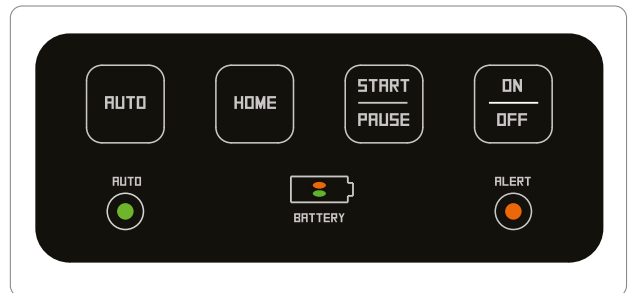 AUTO
HOME
START
PAUSE
ON
OFF
AUTO
BATTERY
ALERT